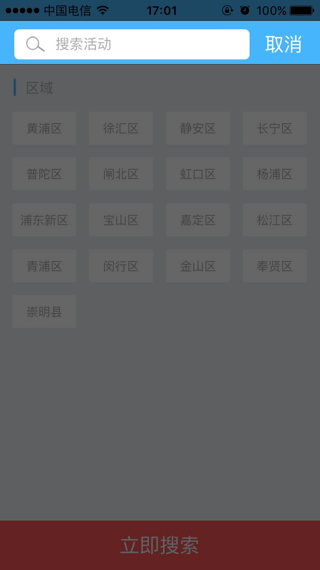 中国电信 17:01 100%
搜索活动 取消
区域
黄浦区 徐汇区 静安区 长宁区
普陀区 闸北区 虹口区 杨浦区
浦东新区 宝山区 嘉定区 松江区
青浦区 闵行区 金山区 奉贤区
崇明县
立即搜索